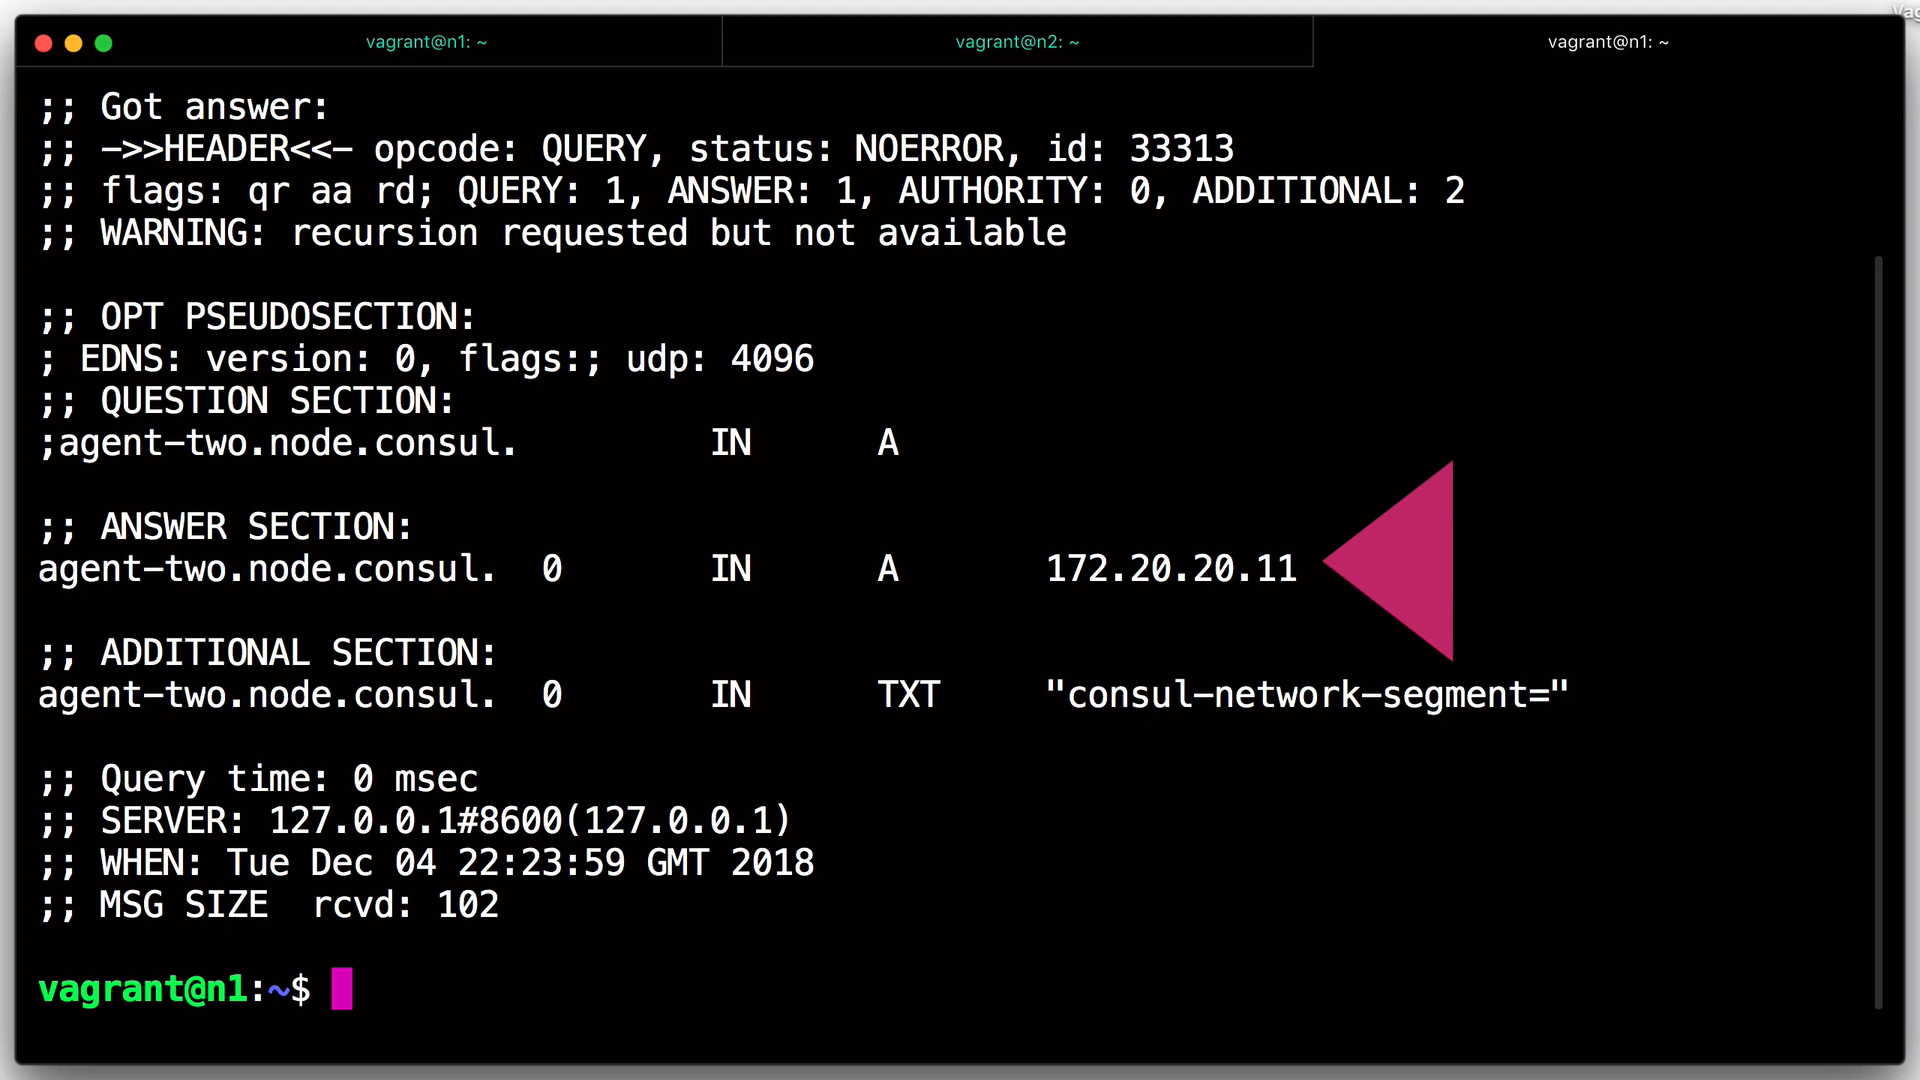 Vag
vagrant@n1: ~ vagrant@n2: ~ vagrant@n1: ~
;; Got answer:
;; ->>HEADER<<- opcode: QUERY, status: NOERROR, id: 33313
;; flags: qr aa rd; QUERY: 1, ANSWER: 1, AUTHORITY: 0, ADDITIONAL: 2
;; WARNING: recursion requested but not available
;; OPT PSEUDOSECTION:
; EDNS: version: 0, flags:; udp: 4096
;; QUESTION SECTION:
;agent-two.node.consul. IN A
;; ANSWER SECTION:
agent-two.node.consul. 0 IN A 172.20.20.11
;; ADDITIONAL SECTION:
agent-two.node.consul. 0 IN TXT "consul-network-segment="
;; Query time: 0 msec
;; SERVER: 127.0.0.1#8600(127.0.0.1)
;; WHEN: Tue Dec 04 22:23:59 GMT 2018
;; MSG SIZE  rcvd: 102
vagrant@n1:~$